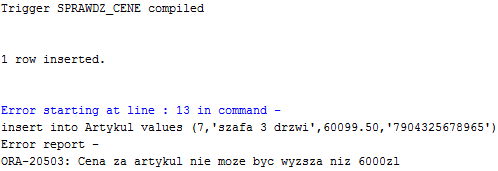 Trigger SPRAWDZ_CENE compiled
1 row inserted.
Error starting at line : 13 in command -
insert into Artykul values (7,'szafa 3 drzwi',60099.50,'7904325678965')
Error report -
ORA-20503: Cena za artykul nie moze byc wyzsza niz 6000zl